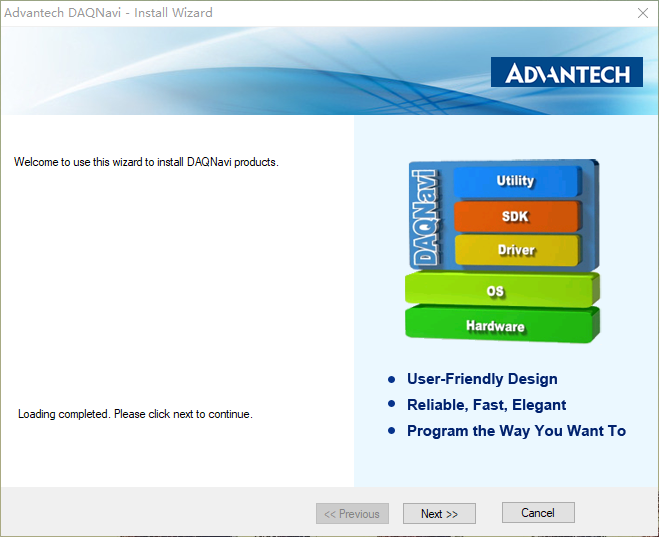 Advantech DAQNavi - Install Wizard
ADVANTECH
Welcome to use this wizard to install DAQNavi products.
DAQNavi
Utility
SDK
Driver
OS
Hardware
User-Friendly Design
Reliable, Fast, Elegant
Program the Way You Want To
Loading completed. Please click next to continue.
<< Previous
Next >>
Cancel